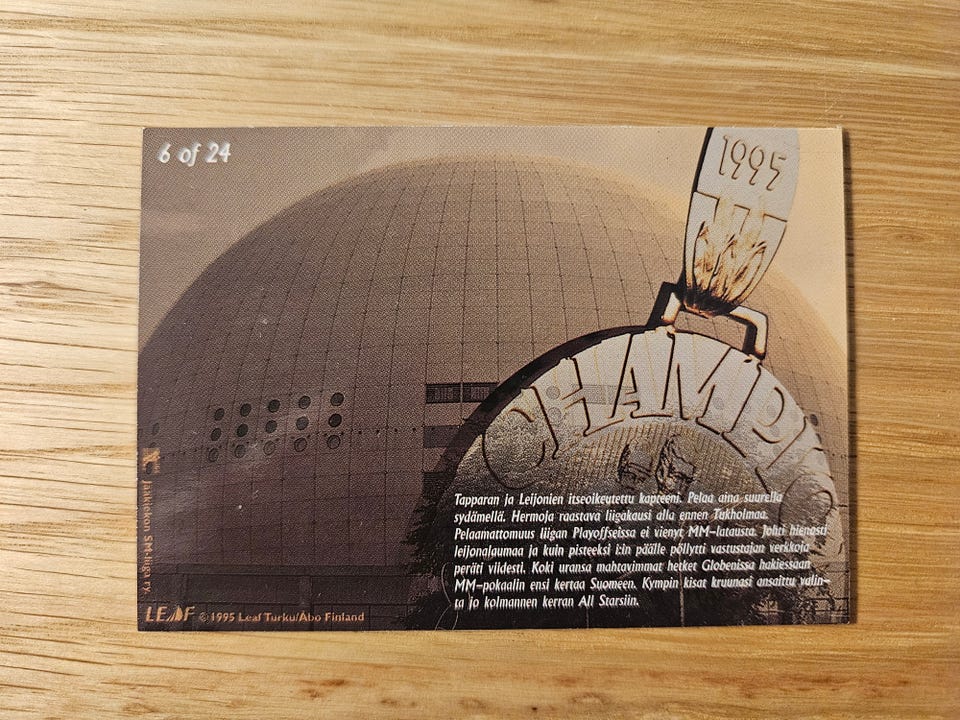 6 of 24
1995
CHAMPIO
Tapparan ja Leijonien itseoikeutettu kapteeni. Pelaa aina suurella
sydämellä. Hermoja raastava liigakausi alla ennen Tukholmaa.
Pelaamattomuus liigan Playoffseissa ei vienyt MM-latausta. Johti hienosti
leijonalaumaa ja kuin pisteeksi iin päälle pöllytti vastustajan verkkoja
peräti viidesti. Koki uransa mahtavimmat hetket Globenissa hakiessaan
MM-pokaalin ensi kertaa Suomeen. Kympin kisat kruunasi ansaittu valin-
ta jo kolmannen kerran All Starsiin.
Jääkiekon SM-liiga ry.
LEAF © 1995 Leaf Turku/Åbo Finland